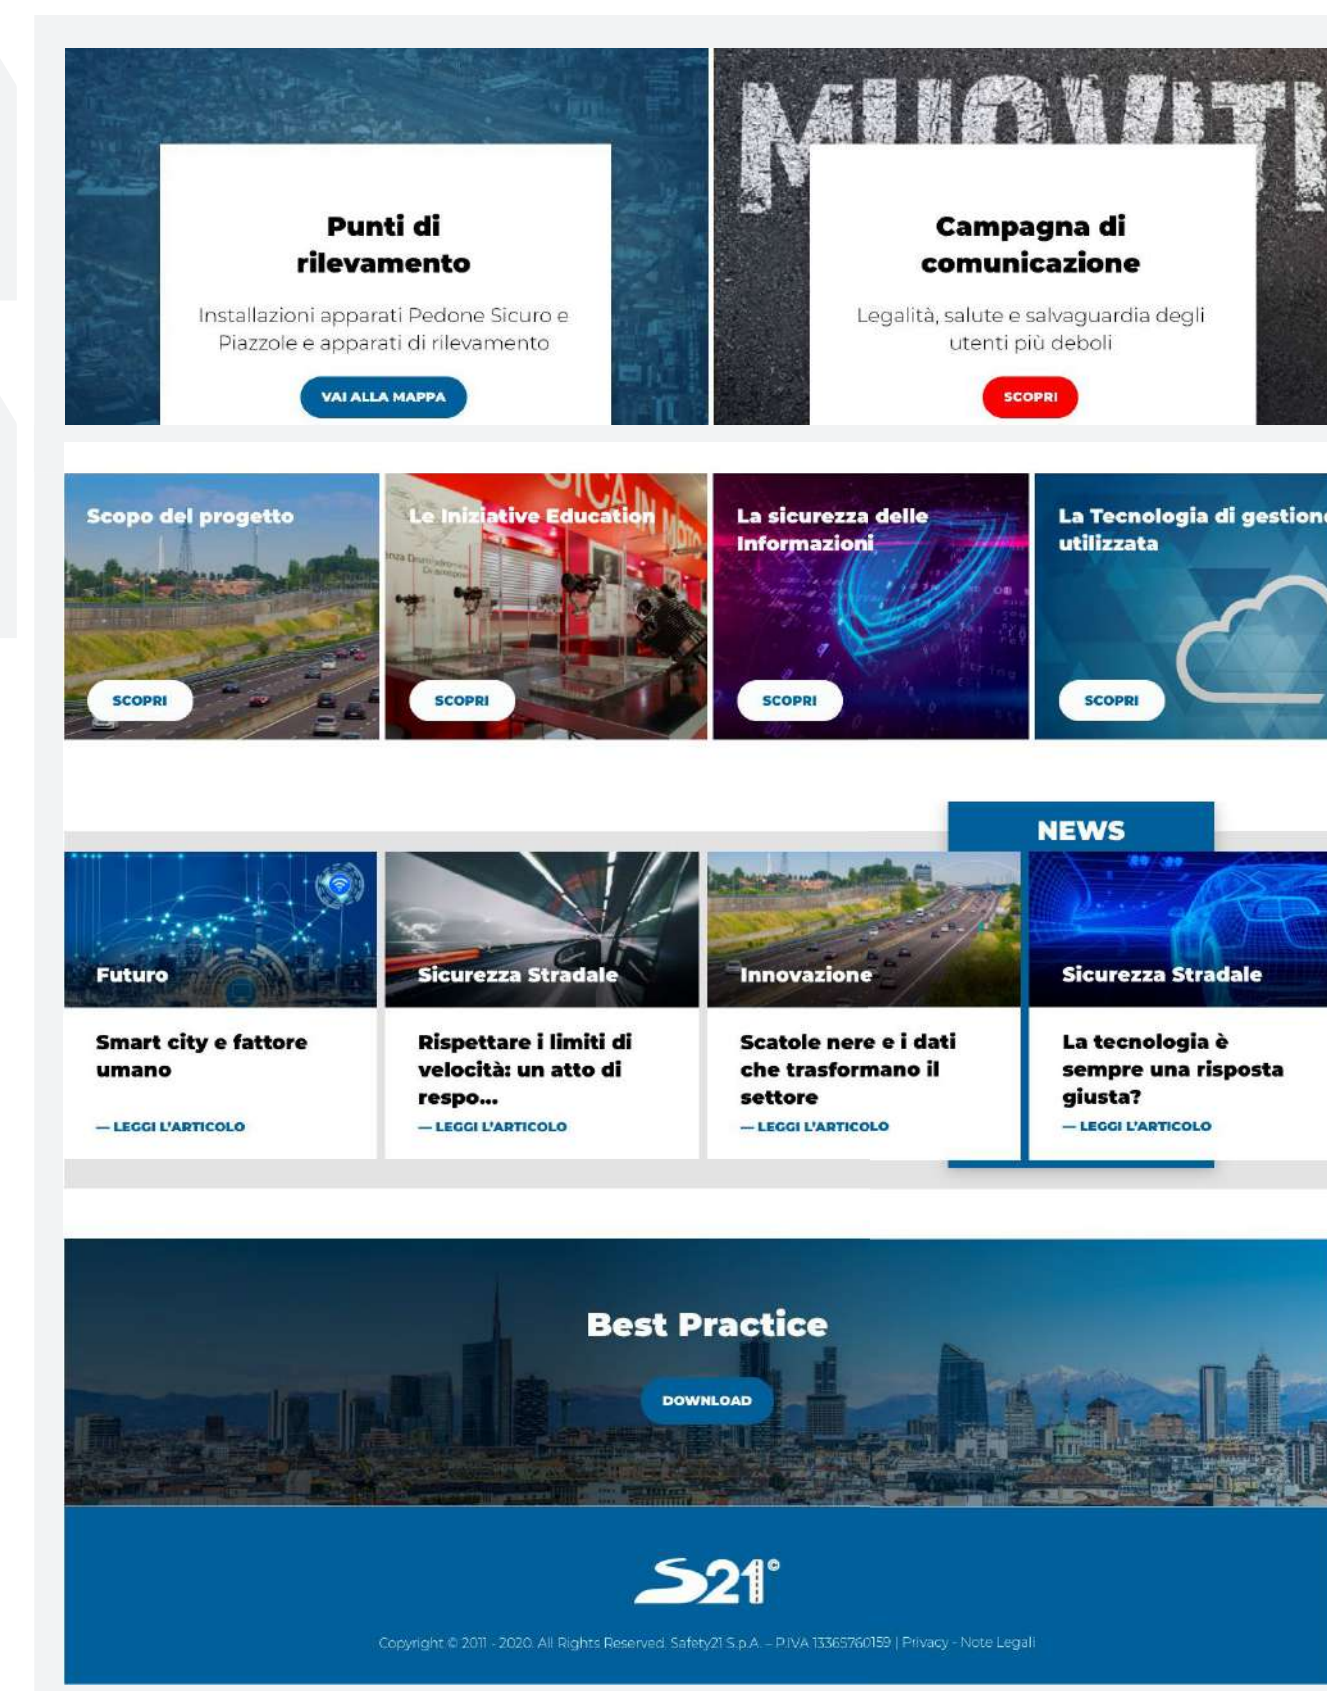 MUOVITI
Punti di
rilevamento
Installazioni apparati Pedone Sicuro e
Piazzole e apparati di rilevamento
VAI ALLA MAPPA
Campagna di
comunicazione
Legalità, salute e salvaguardia degli
utenti più deboli
SCOPRI
Scopo del progetto
SCOPRI
Le Iniziative Education
SCOPRI
La sicurezza delle
Informazioni
SCOPRI
La Tecnologia di gestione
utilizzata
SCOPRI
NEWS
Futuro
Smart city e fattore
umano
— LEGGI L'ARTICOLO
Sicurezza Stradale
Rispettare i limiti di
velocità: un atto di
respo...
— LEGGI L'ARTICOLO
Innovazione
Scatole nere e i dati
che trasformano il
settore
— LEGGI L'ARTICOLO
Sicurezza Stradale
La tecnologia è
sempre una risposta
giusta?
— LEGGI L'ARTICOLO
Best Practice
DOWNLOAD
S21©
Copyright © 2011 - 2020. All Rights Reserved. Safety21 S.p.A. – P.IVA 13365760159 | Privacy - Note Legali